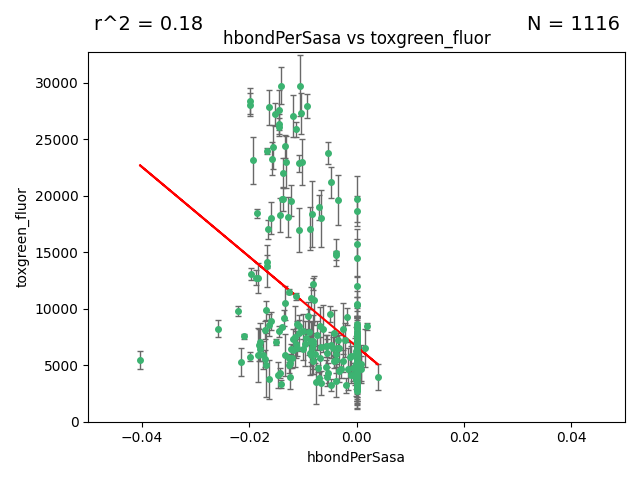 r^2 = 0.18
N = 1116
hbondPerSasa vs toxgreen_fluor
30000
25000
20000
15000
10000
5000
0
toxgreen_fluor
−0.04
−0.02
0.00
0.02
0.04
hbondPerSasa